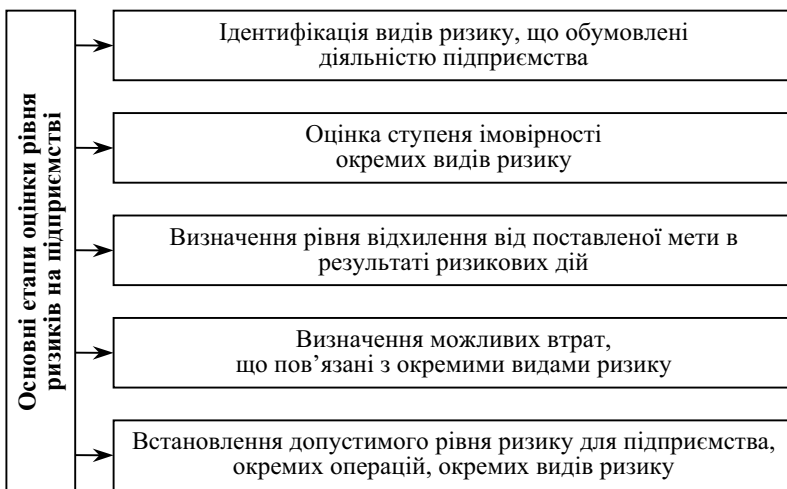 Основні етапи оцінки рівня
ризиків на підприємстві
Ідентифікація видів ризику, що обумовлені
діяльністю підприємства
Оцінка ступеня імовірності
окремих видів ризику
Визначення рівня відхилення від поставленої мети в
результаті ризикових дій
Визначення можливих втрат,
що пов’язані з окремими видами ризику
Встановлення допустимого рівня ризику для підприємства,
окремих операцій, окремих видів ризику